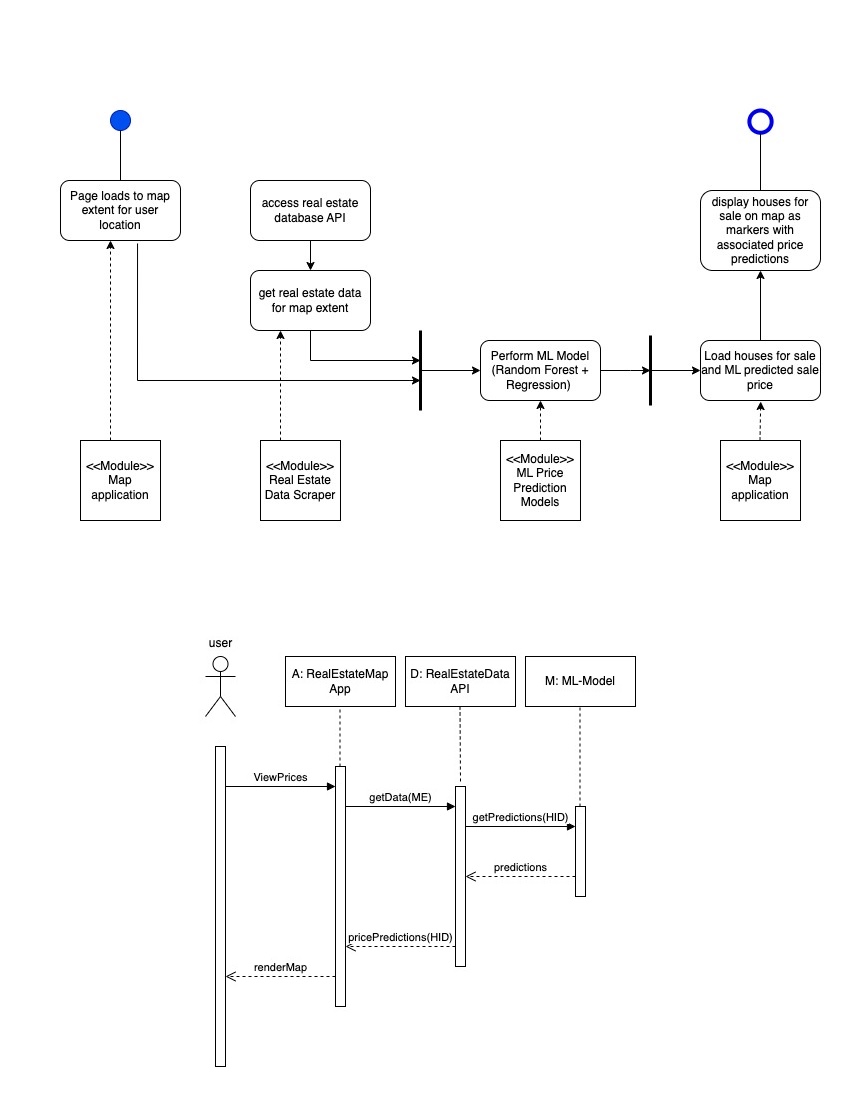 Page loads to map
extent for user
location
access real estate
database API
display houses for
sale on map as
markers with
associated price
predictions
get real estate data
for map extent
Perform ML Model
(Random Forest +
Regression)
Load houses for sale
and ML predicted sale
price
<<Module>>
Map
application
<<Module>>
Real Estate
Data Scraper
<<Module>>
ML Price
Prediction
Models
<<Module>>
Map
application
user
A: RealEstateMap
App
D: RealEstateData
API
M: ML-Model
ViewPrices
getData(ME)
getPredictions(HID)
predictions
pricePredictions(HID)
renderMap